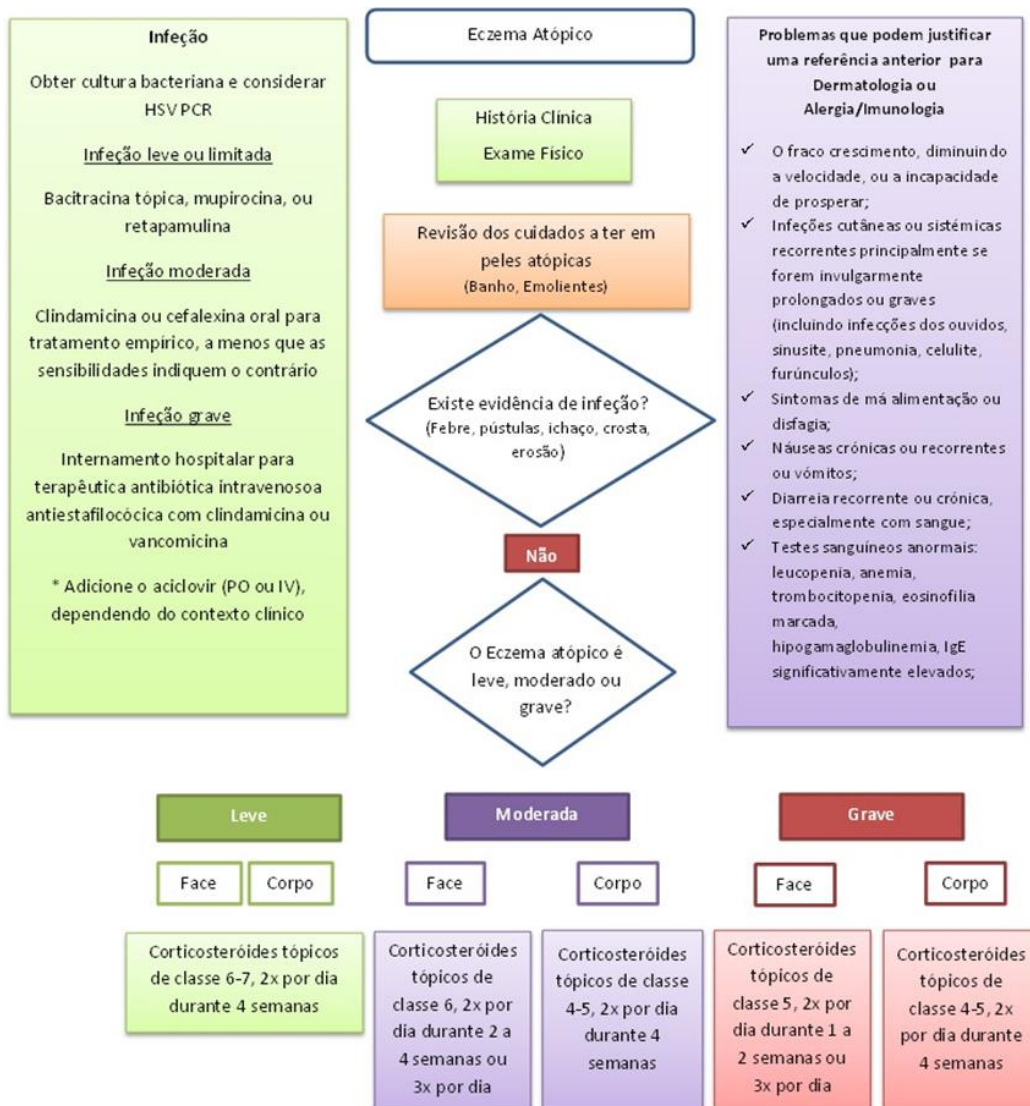 Infeção
Obter cultura bacteriana e considerar
HSV PCR
Infeção leve ou limitada
Bacitracina tópica, mupirocina, ou
retapamulina
Infeção moderada
Clindamicina ou cefalexina oral para
tratamento empírico, a menos que as
sensibilidades indiquem o contrário
Infeção grave
Internamento hospitalar para
terapêutica antibiótica intravenosoa
antiestafilocócica com clindamicina ou
vancomicina
* Adicione o aciclovir (PO ou IV),
dependendo do contexto clínico
Eczema Atópico
História Clínica
Exame Físico
Revisão dos cuidados a ter em
peles atópicas
(Banho, Emolientes)
Existe evidência de infeção?
(Febre, pústulas, ichaço, crosta,
erosão)
Não
O Eczema atópico é
leve, moderado ou
grave?
Problemas que podem justificar
uma referência anterior para
Dermatologia ou
Alergia/Imunologia
✓ O fraco crescimento, diminuindo
a velocidade, ou a incapacidade
de prosperar;
✓ Infeções cutâneas ou sistémicas
recorrentes principalmente se
forem invulgarmente
prolongados ou graves
(incluindo infecções dos ouvidos,
sinusite, pneumonia, celulite,
furúnculos);
✓ Sintomas de má alimentação ou
disfagia;
✓ Náuseas crónicas ou recorrentes
ou vómitos;
✓ Diarreia recorrente ou crónica,
especialmente com sangue;
✓ Testes sanguíneos anormais:
leucopenia, anemia,
trombocitopenia, eosinofilia
marcada,
hipogamaglobulinemia, IgE
significativamente elevados;
Leve
Face
Corpo
Corticosteróides tópicos
de classe 6-7, 2x por dia
durante 4 semanas
Moderada
Face
Corticosteróides
tópicos de
classe 6, 2x por
dia durante 2 a
4 semanas ou
3x por dia
Corpo
Corticosteróides
tópicos de classe
4-5, 2x por dia
durante 4
semanas
Grave
Face
Corticosteróides
tópicos de
classe 5, 2x por
dia durante 1 a
2 semanas ou
3x por dia
Corpo
Corticosteróides
tópicos de
classe 4-5, 2x
por dia durante
4 semanas